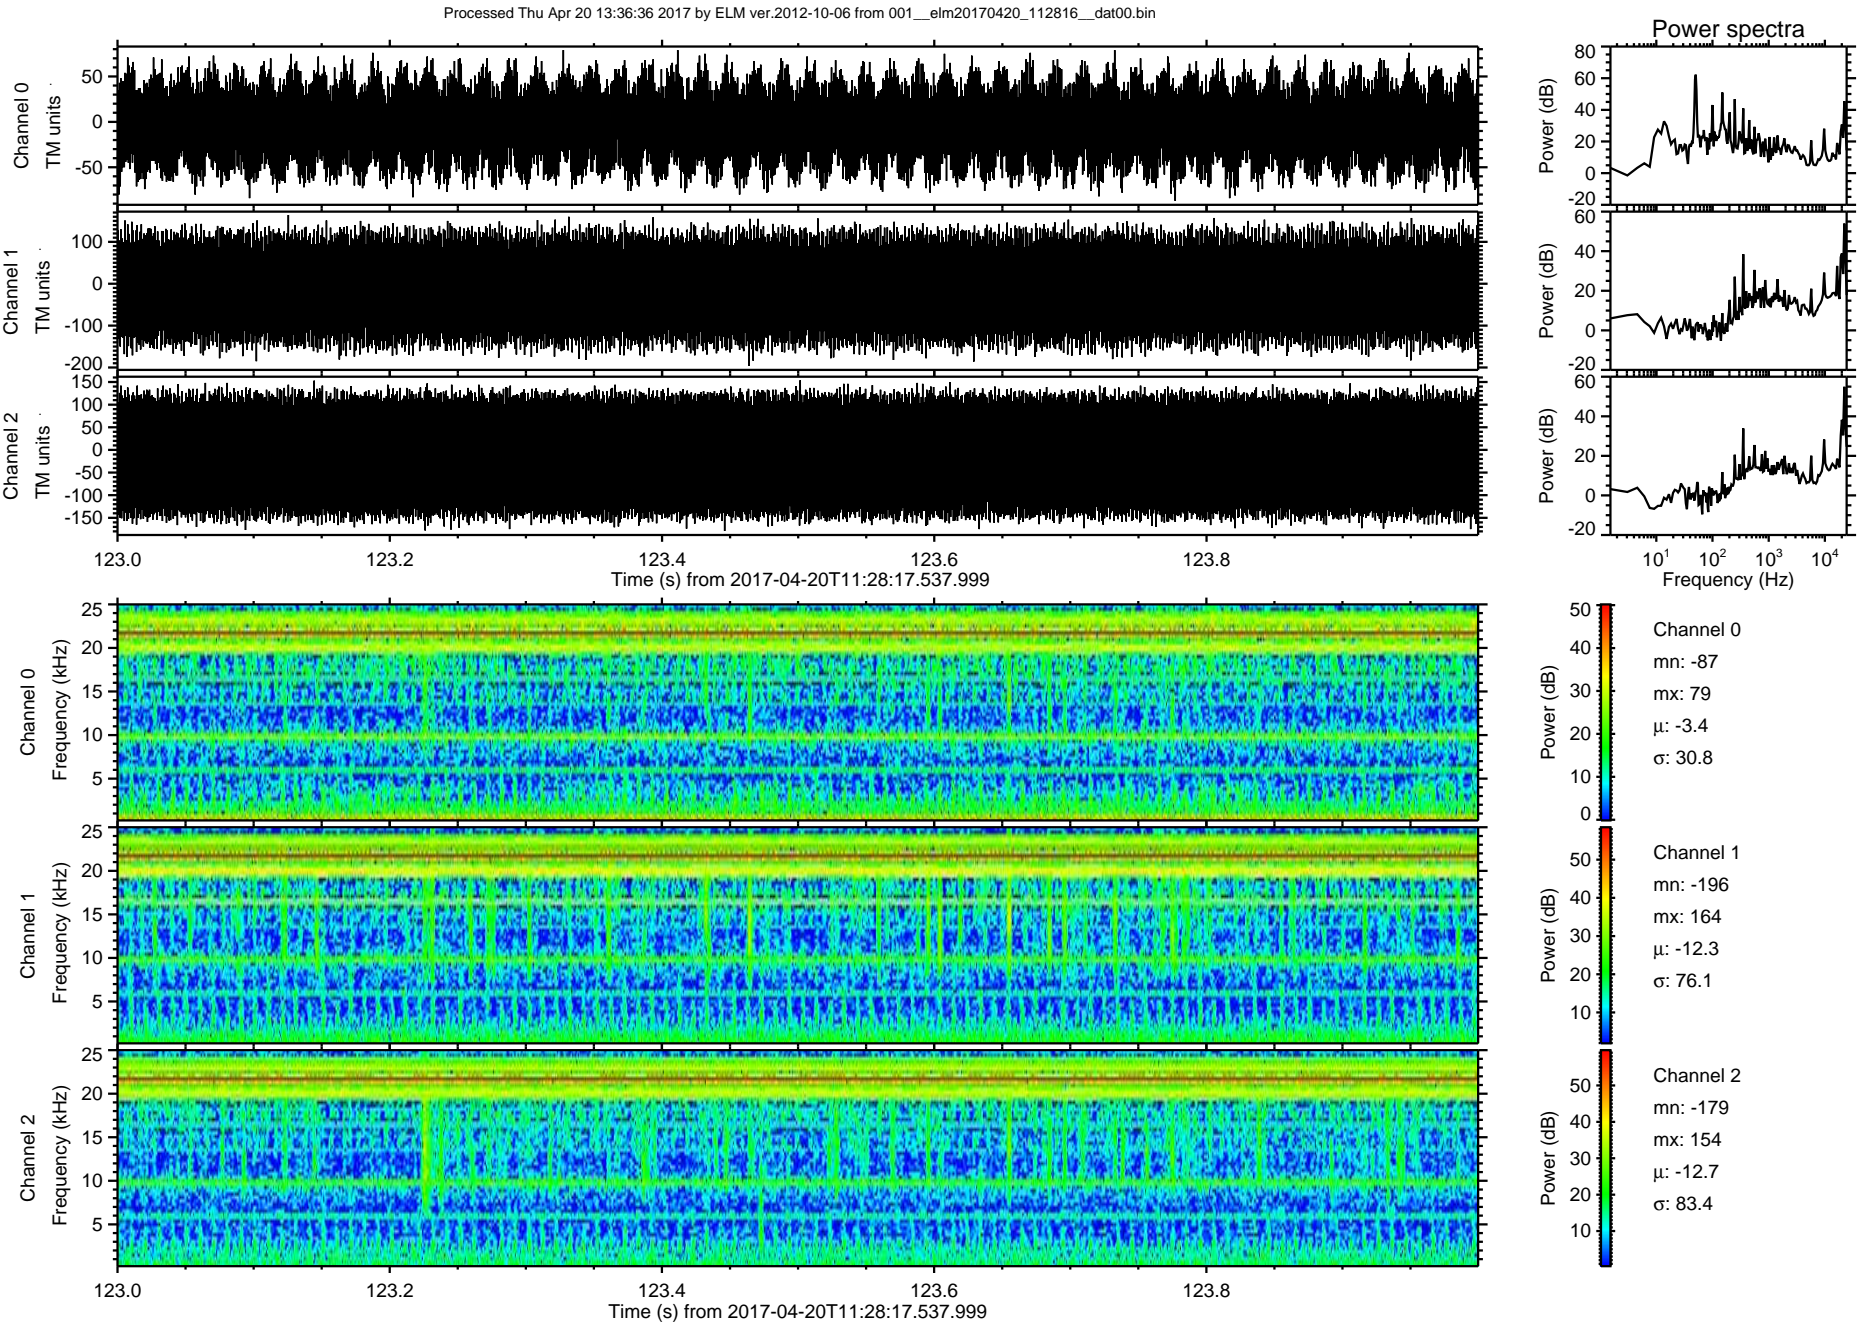 Processed Thu Apr 20 13:36:36 2017 by ELM ver.2012-10-06 from 001__elm20170420_112816__dat00.bin
Power spectra
Channel 0
TM units
50
0
-50
Power (dB)
80
60
40
20
0
-20
Channel 1
TM units
100
0
-100
-200
Power (dB)
60
40
20
0
-20
Channel 2
TM units
150
100
50
0
-50
-100
-150
Power (dB)
60
40
20
0
-20
123.0 123.2 123.4 123.6 123.8
Time (s) from 2017-04-20T11:28:17.537.999
10^1 10^2 10^3 10^4
Frequency (Hz)
Channel 0
Frequency (kHz)
25
20
15
10
5
Power (dB)
50
40
30
20
10
0
Channel 0
mn: -87
mx: 79
μ: -3.4
σ: 30.8
Channel 1
Frequency (kHz)
25
20
15
10
5
Power (dB)
50
40
30
20
10
Channel 1
mn: -196
mx: 164
μ: -12.3
σ: 76.1
Channel 2
Frequency (kHz)
25
20
15
10
5
Power (dB)
50
40
30
20
10
Channel 2
mn: -179
mx: 154
μ: -12.7
σ: 83.4
123.0 123.2 123.4 123.6 123.8
Time (s) from 2017-04-20T11:28:17.537.999